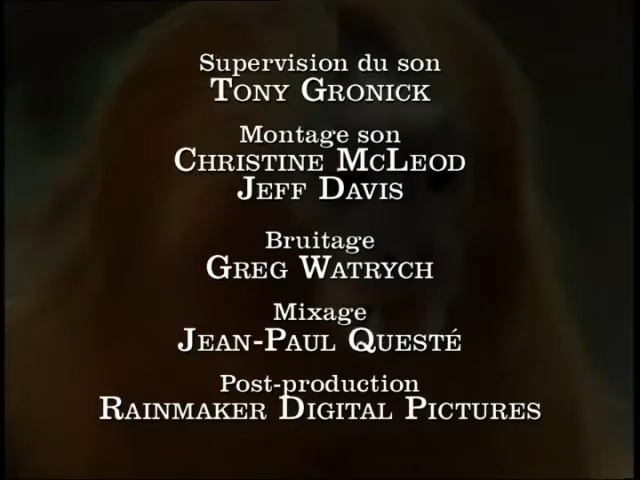 Supervision du son
TONY GRONICK
Montage son
CHRISTINE MCLEOD
JEFF DAVIS
Bruitage
GREG WATRYCH
Mixage
JEAN-PAUL QUESTÉ
Post-production
RAINMAKER DIGITAL PICTURES